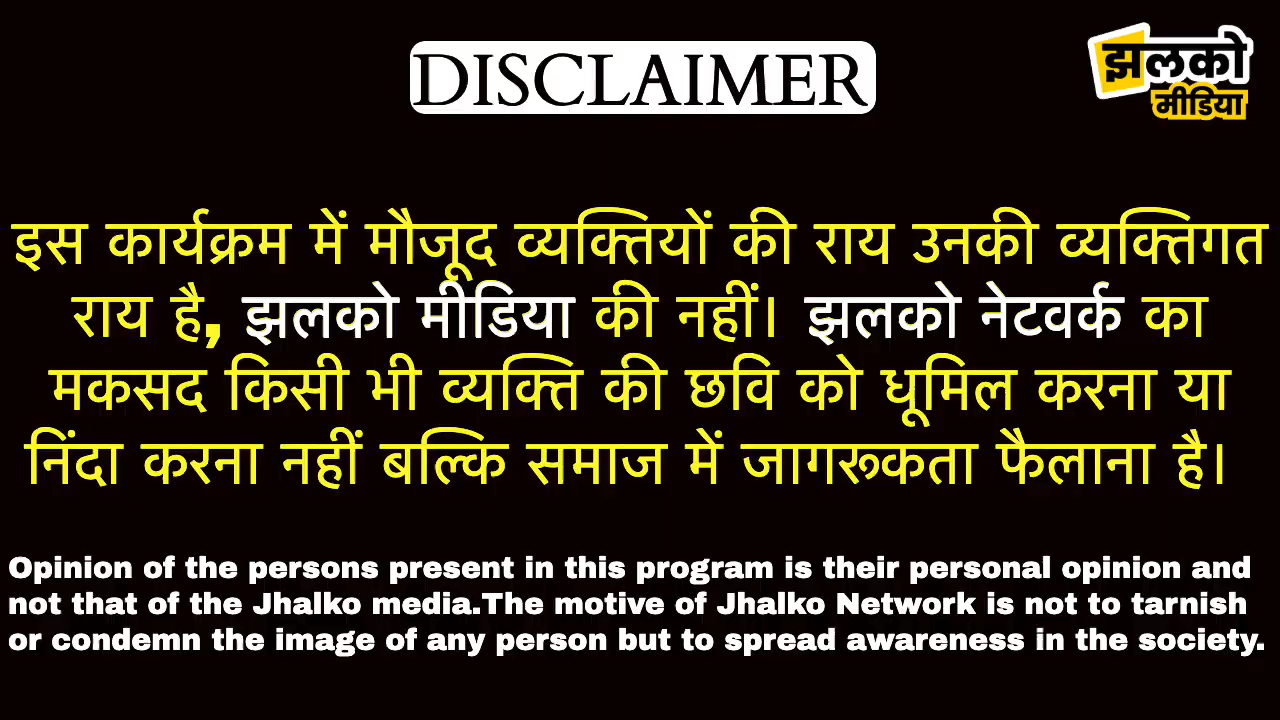 DISCLAIMER
झलको
मीडिया
इस कार्यक्रम में मौजूद व्यक्तियों की राय उनकी व्यक्तिगत
राय है, झलको मीडिया की नहीं। झलको नेटवर्क का
मकसद किसी भी व्यक्ति की छवि को धूमिल करना या
निंदा करना नहीं बल्कि समाज में जागरूकता फैलाना है।
Opinion of the persons present in this program is their personal opinion and
not that of the Jhalko media.The motive of Jhalko Network is not to tarnish
or condemn the image of any person but to spread awareness in the society.